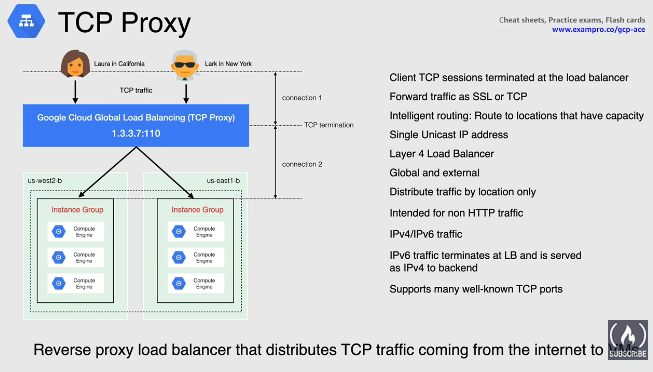 TCP Proxy
Cheat sheets, Practice exams, Flash cards
www.exampro.co/gcp-ace
Laura in California
Lark in New York
TCP traffic
connection 1
Google Cloud Global Load Balancing (TCP Proxy)
1.3.3.7:110
TCP termination
connection 2
us-west2-b
us-east1-b
Instance Group
Instance Group
Compute
Engine
Compute
Engine
Compute
Engine
Compute
Engine
Compute
Engine
Compute
Engine
Client TCP sessions terminated at the load balancer
Forward traffic as SSL or TCP
Intelligent routing: Route to locations that have capacity
Single Unicast IP address
Layer 4 Load Balancer
Global and external
Distribute traffic by location only
Intended for non HTTP traffic
IPv4/IPv6 traffic
IPv6 traffic terminates at LB and is served
as IPv4 to backend
Supports many well-known TCP ports
Reverse proxy load balancer that distributes TCP traffic coming from the internet to
SUBSCRIBE